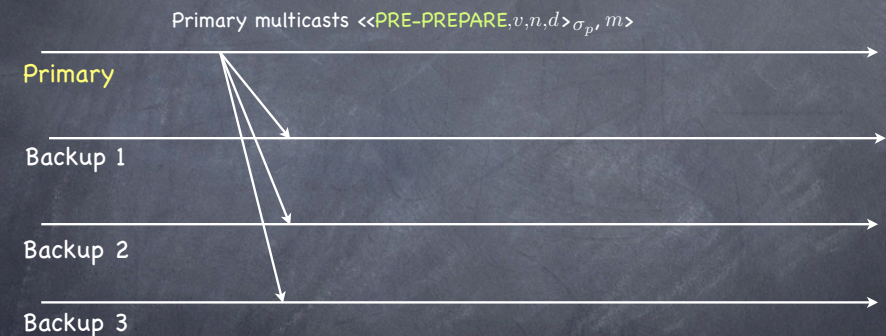 Primary multicasts <<PRE-PREPARE,v,n,d>σp, m>
Primary
Backup 1
Backup 2
Backup 3